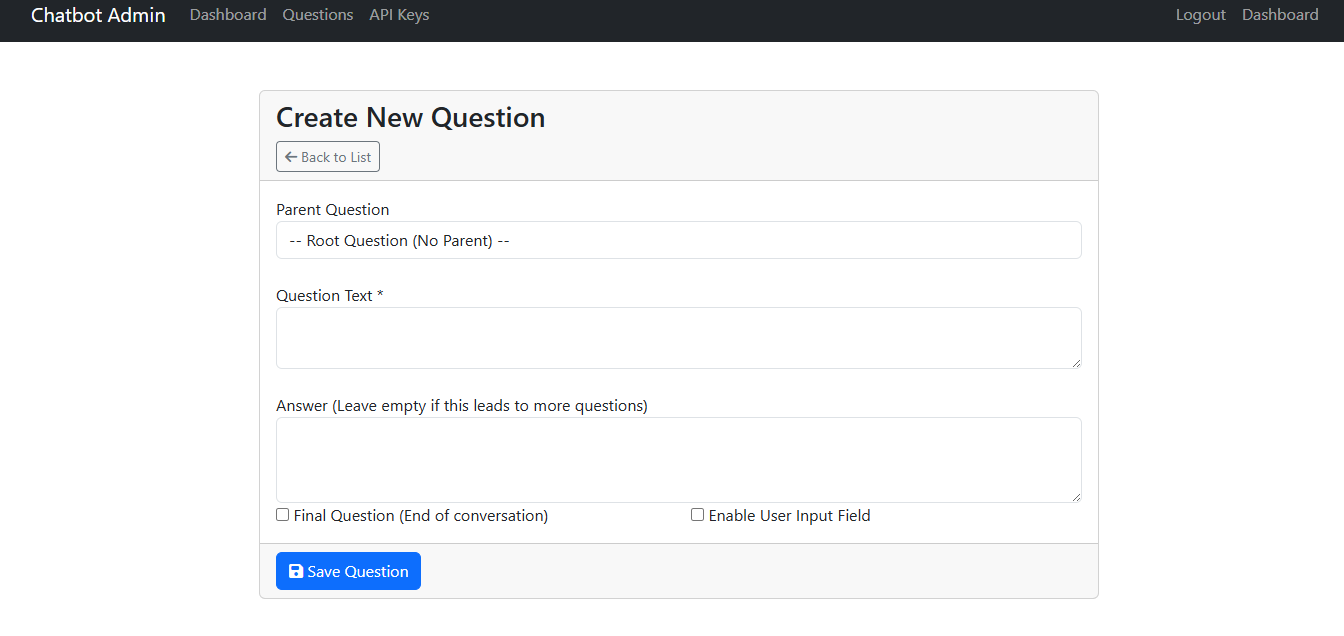 Chatbot Admin Dashboard Questions API Keys Logout Dashboard
Create New Question
Back to List
Parent Question
-- Root Question (No Parent) --
Question Text *
Answer (Leave empty if this leads to more questions)
Final Question (End of conversation) Enable User Input Field
Save Question